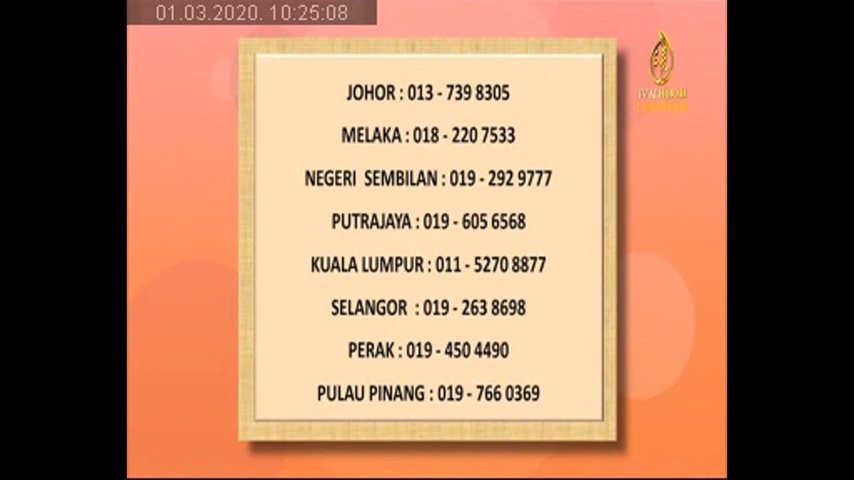 01.03.2020. 10:25:08
JOHOR : 013 - 739 8305
MELAKA : 018 - 220 7533
NEGERI SEMBILAN : 019 - 292 9777
PUTRAJAYA : 019 - 605 6568
KUALA LUMPUR : 011 - 5270 8877
SELANGOR : 019 - 263 8698
PERAK : 019 - 450 4490
PULAU PINANG : 019 - 766 0369